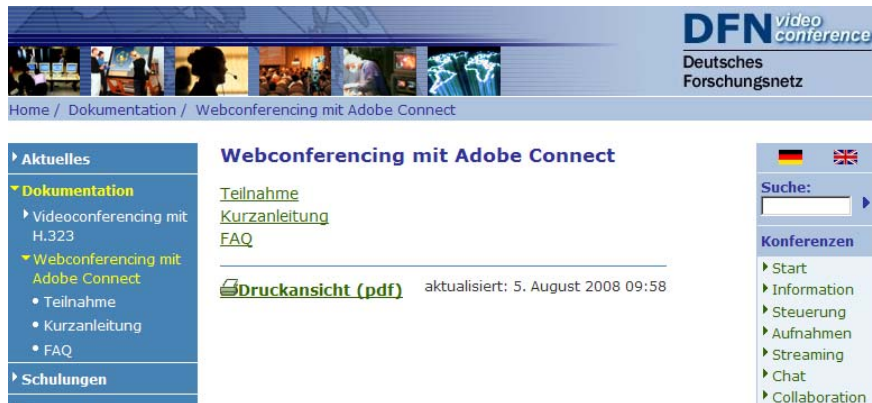 DFN video
conference
Deutsches
Forschungsnetz
Home / Dokumentation / Webconferencing mit Adobe Connect
Aktuelles
Dokumentation
Videoconferencing mit
H.323
Webconferencing mit
Adobe Connect
Teilnahme
Kurzanleitung
FAQ
Schulungen
Webconferencing mit Adobe Connect
Teilnahme
Kurzanleitung
FAQ
Druckansicht (pdf) aktualisiert: 5. August 2008 09:58
Suche:
Konferenzen
Start
Information
Steuerung
Aufnahmen
Streaming
Chat
Collaboration